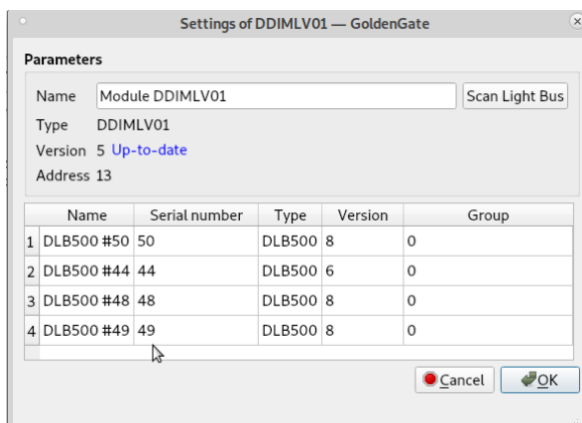 Settings of DDIMLV01 — GoldenGate
Parameters
Name Module DDIMLV01 Scan Light Bus
Type DDIMLV01
Version 5 Up-to-date
Address 13
Name Serial number Type Version Group
1 DLB500 #50 50 DLB500 8 0
2 DLB500 #44 44 DLB500 6 0
3 DLB500 #48 48 DLB500 8 0
4 DLB500 #49 49 DLB500 8 0
Cancel OK